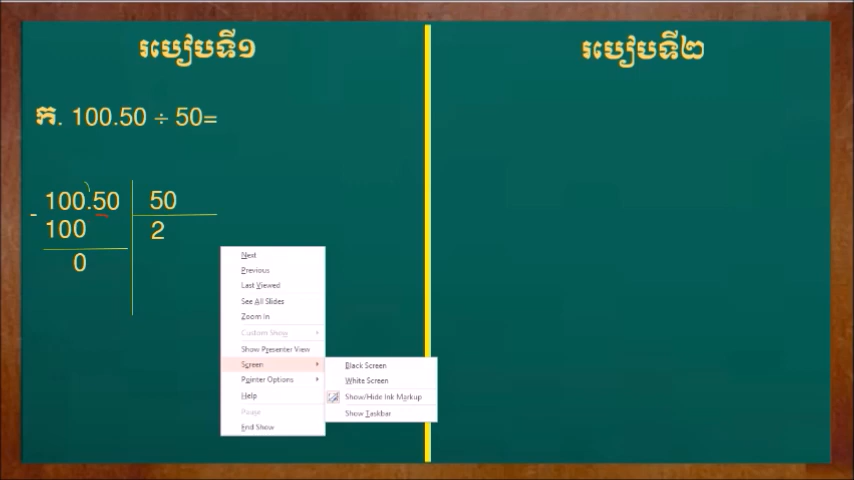 របៀបទី១
ក. 100.50 ÷ 50=
100.50 50
- 100 2
0
របៀបទី២
Next
Previous
Last Viewed
See All Slides
Zoom In
Custom Show
Show Presenter View
Screen
Pointer Options
Help
Pause
End Show
Black Screen
White Screen
Show/Hide Ink Markup
Show Taskbar